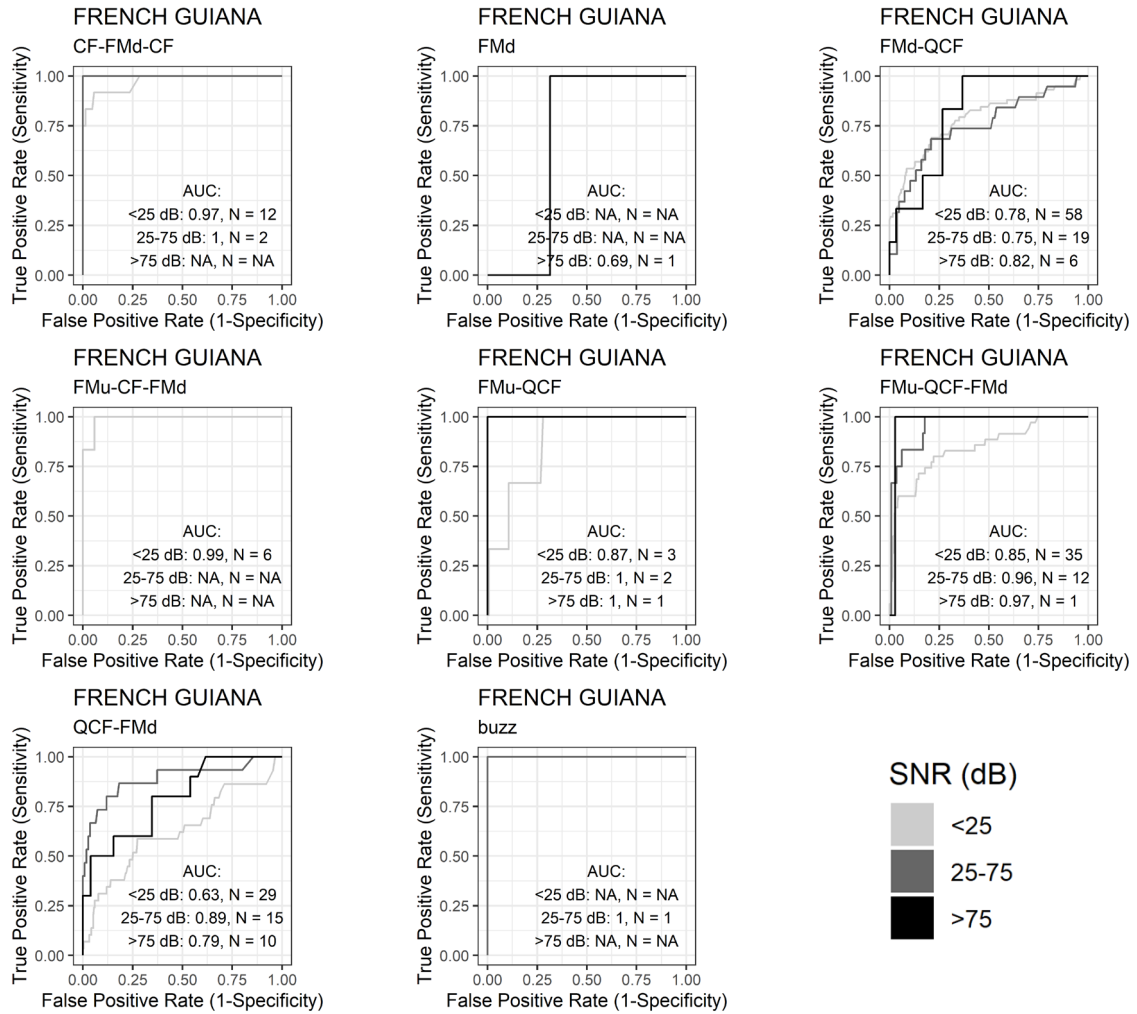 FRENCH GUIANA
CF-FMd-CF
True Positive Rate (Sensitivity)
1.00
0.75
0.50
0.25
0.00
AUC:
<25 dB: 0.97, N = 12
25-75 dB: 1, N = 2
>75 dB: NA, N = NA
0.00 0.25 0.50 0.75 1.00
False Positive Rate (1-Specificity)
FRENCH GUIANA
FMd
True Positive Rate (Sensitivity)
1.00
0.75
0.50
0.25
0.00
AUC:
<25 dB: NA, N = NA
25-75 dB: NA, N = NA
>75 dB: 0.69, N = 1
0.00 0.25 0.50 0.75 1.00
False Positive Rate (1-Specificity)
FRENCH GUIANA
FMd-QCF
True Positive Rate (Sensitivity)
1.00
0.75
0.50
0.25
0.00
AUC:
<25 dB: 0.78, N = 58
25-75 dB: 0.75, N = 19
>75 dB: 0.82, N = 6
0.00 0.25 0.50 0.75 1.00
False Positive Rate (1-Specificity)
FRENCH GUIANA
FMu-CF-FMd
True Positive Rate (Sensitivity)
1.00
0.75
0.50
0.25
0.00
AUC:
<25 dB: 0.99, N = 6
25-75 dB: NA, N = NA
>75 dB: NA, N = NA
0.00 0.25 0.50 0.75 1.00
False Positive Rate (1-Specificity)
FRENCH GUIANA
FMu-QCF
True Positive Rate (Sensitivity)
1.00
0.75
0.50
0.25
0.00
AUC:
<25 dB: 0.87, N = 3
25-75 dB: 1, N = 2
>75 dB: 1, N = 1
0.00 0.25 0.50 0.75 1.00
False Positive Rate (1-Specificity)
FRENCH GUIANA
FMu-QCF-FMd
True Positive Rate (Sensitivity)
1.00
0.75
0.50
0.25
0.00
AUC:
<25 dB: 0.85, N = 35
25-75 dB: 0.96, N = 12
>75 dB: 0.97, N = 1
0.00 0.25 0.50 0.75 1.00
False Positive Rate (1-Specificity)
FRENCH GUIANA
QCF-FMd
True Positive Rate (Sensitivity)
1.00
0.75
0.50
0.25
0.00
AUC:
<25 dB: 0.63, N = 29
25-75 dB: 0.89, N = 15
>75 dB: 0.79, N = 10
0.00 0.25 0.50 0.75 1.00
False Positive Rate (1-Specificity)
FRENCH GUIANA
buzz
True Positive Rate (Sensitivity)
1.00
0.75
0.50
0.25
0.00
AUC:
<25 dB: NA, N = NA
25-75 dB: 1, N = 1
>75 dB: NA, N = NA
0.00 0.25 0.50 0.75 1.00
False Positive Rate (1-Specificity)
SNR (dB)
<25
25-75
>75